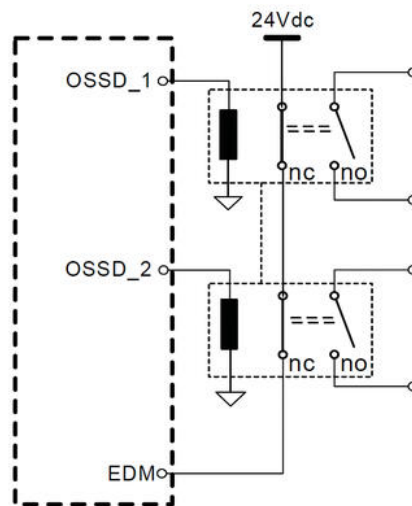 24Vdc
OSSD_1
nc no
OSSD_2
nc no
EDM